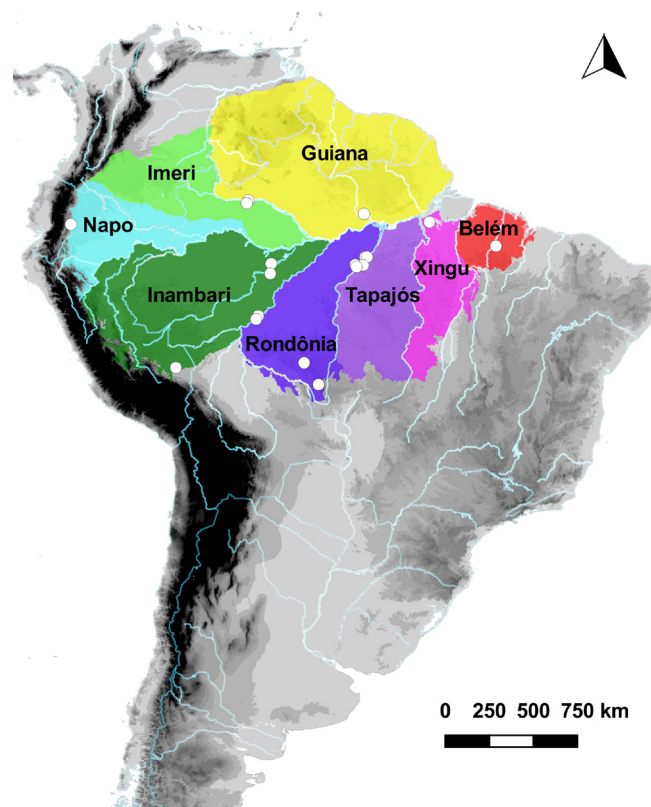 Guiana
Imeri
Napo
Belém
Xingu
Inambari
Tapajós
Rondônia
0 250 500 750 km